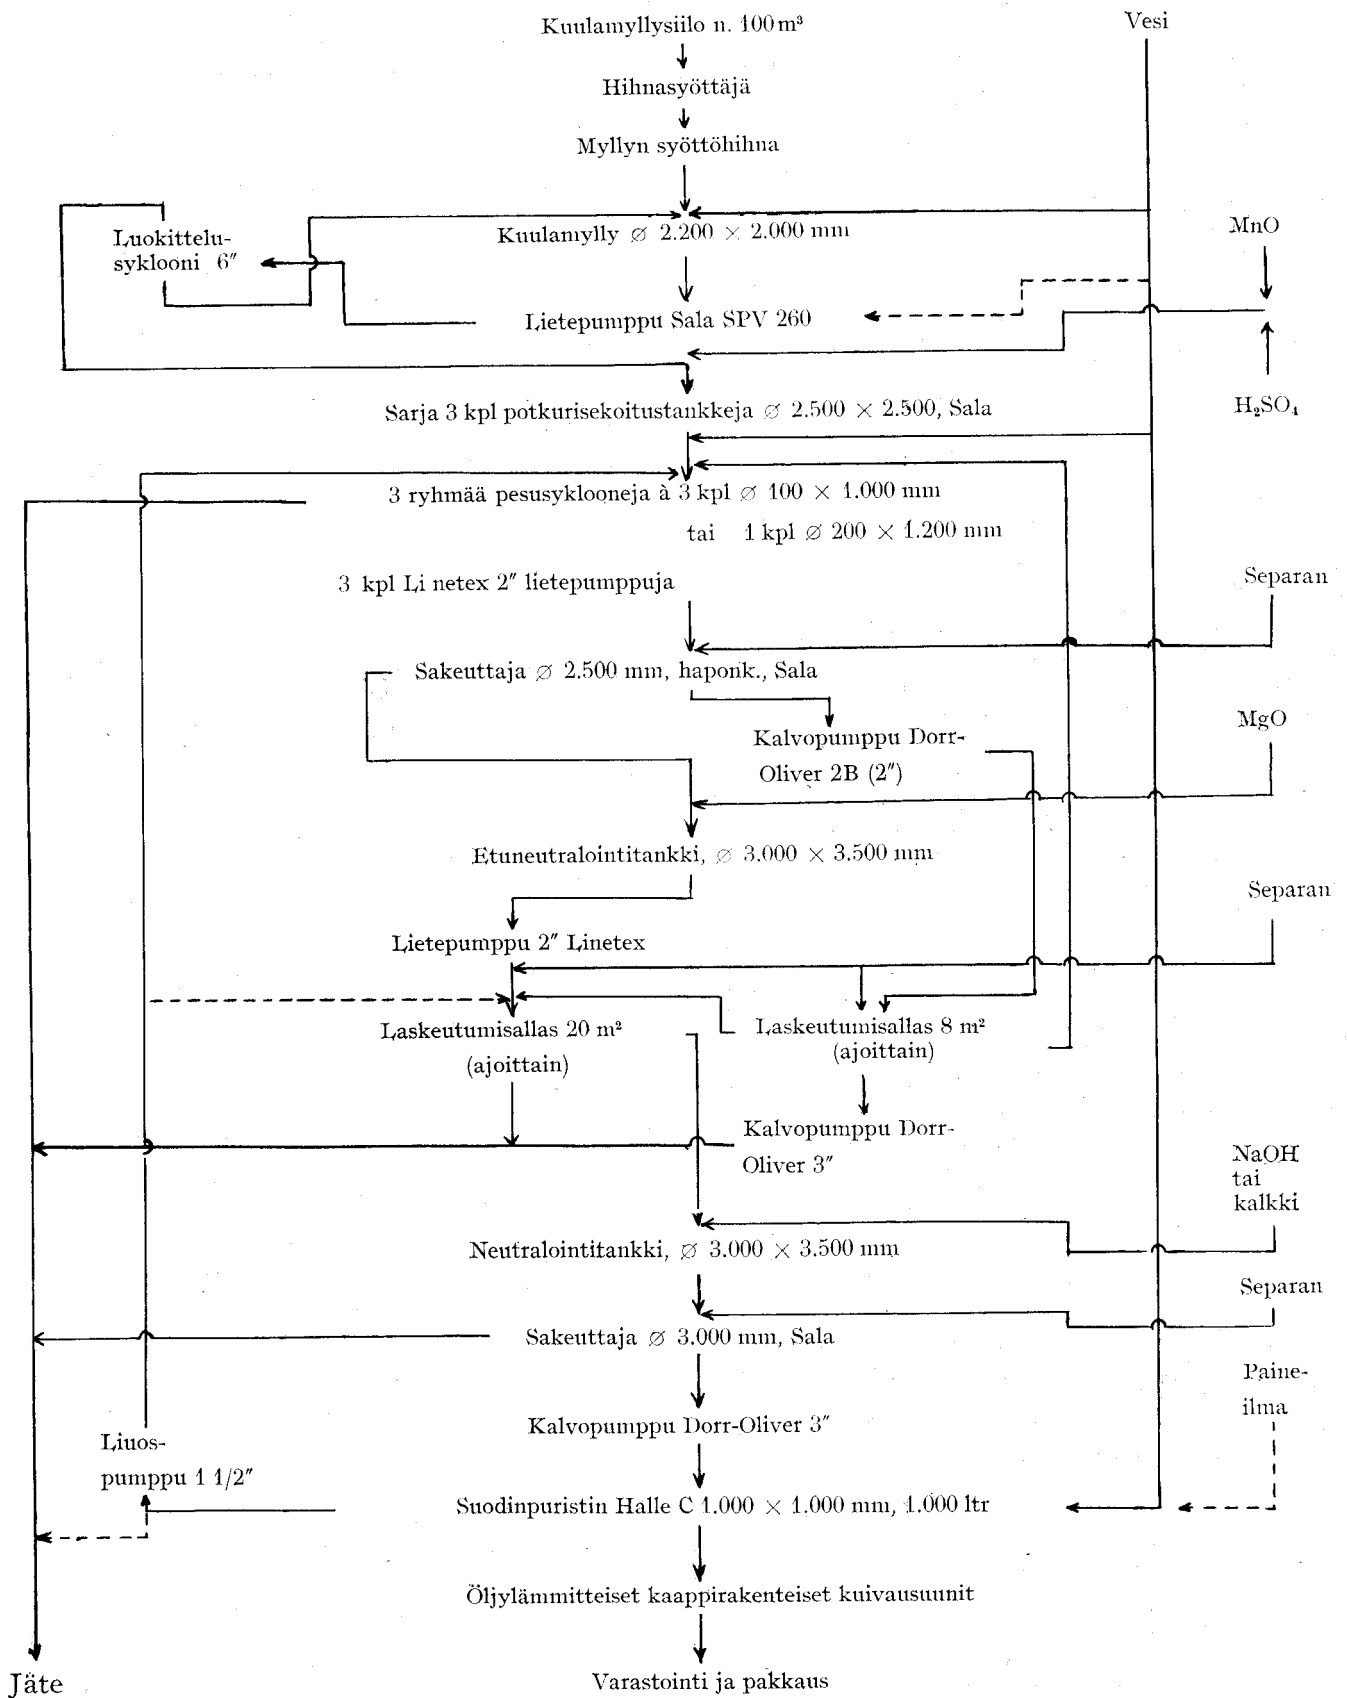 Kuulamyllysiilo n. 100 m³
Vesi
Hihnasyöttäjä
Myllyn syöttöhihna
Luokittelu-
syklooni 6″
Kuulamylly ∅ 2.200 × 2.000 mm
MnO
Lietepumppu Sala SPV 260
Sarja 3 kpl potkurisekoitustankkeja ∅ 2.500 × 2.500, Sala
H₂SO₄
3 ryhmää pesusyklooneja à 3 kpl ∅ 100 × 1.000 mm
tai 1 kpl ∅ 200 × 1.200 mm
3 kpl Li netex 2″ lietepumppuja
Separan
Sakeuttaja ∅ 2.500 mm, haponk., Sala
MgO
Kalvopumppu Dorr-
Oliver 2B (2″)
Etuneutralointitankki, ∅ 3.000 × 3.500 mm
Separan
Lietepumppu 2″ Linetex
Laskeutumisallas 20 m²
(ajoittain)
Laskeutumisallas 8 m²
(ajoittain)
Kalvopumppu Dorr-
Oliver 3″
NaOH
tai
kalkki
Neutralointitankki, ∅ 3.000 × 3.500 mm
Separan
Sakeuttaja ∅ 3.000 mm, Sala
Paine-
ilma
Kalvopumppu Dorr-Oliver 3″
Liuos-
pumppu 1 1/2″
Suodinpuristin Halle C 1.000 × 1.000 mm, 1.000 ltr
Öljylämmitteiset kaappirakenteiset kuivausuunit
Jäte
Varastointi ja pakkaus